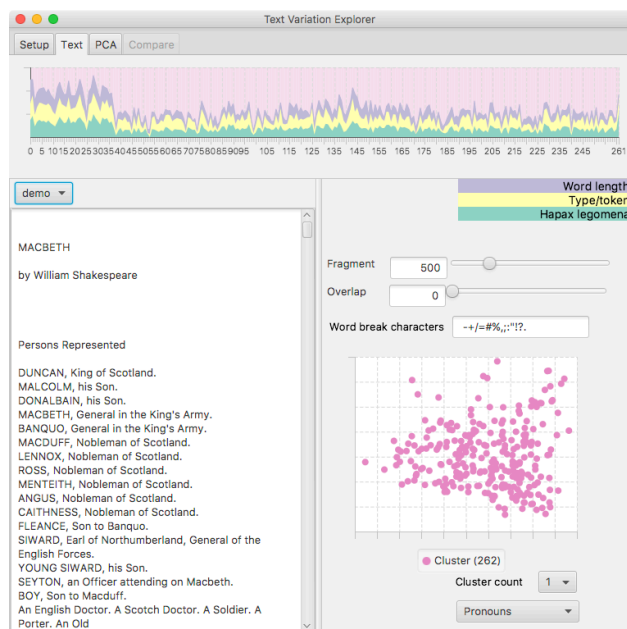 Text Variation Explorer
Setup Text PCA Compare
0 5 10 15 20 25 30 35 40 45 50 55 60 65 70 75 80 85 90 95 105 115 125 135 145 155 165 175 185 195 205 215 225 235 245 261
demo
Word length
Type/token
Hapax legomena
MACBETH
by William Shakespeare
Persons Represented
DUNCAN, King of Scotland.
MALCOLM, his Son.
DONALBAIN, his Son.
MACBETH, General in the King's Army.
BANQUO, General in the King's Army.
MACDUFF, Nobleman of Scotland.
LENNOX, Nobleman of Scotland.
ROSS, Nobleman of Scotland.
MENTEITH, Nobleman of Scotland.
ANGUS, Nobleman of Scotland.
CAITHNESS, Nobleman of Scotland.
FLEANCE, Son to Banquo.
SIWARD, Earl of Northumberland, General of the
English Forces.
YOUNG SIWARD, his Son.
SEYTON, an Officer attending on Macbeth.
BOY, Son to Macduff.
An English Doctor. A Scotch Doctor. A Soldier. A
Porter. An Old
Fragment 500
Overlap 0
Word break characters -+/=#%,;:"!?.
Cluster (262)
Cluster count 1
Pronouns